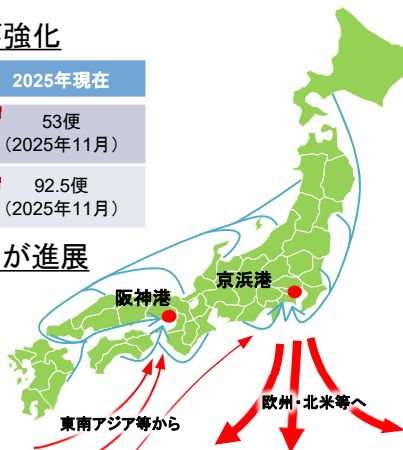 強化
2025年現在
53便
（2025年11月）
92.5便
（2025年11月）
が進展
京浜港
阪神港
欧州・北米等へ
東南アジア等から